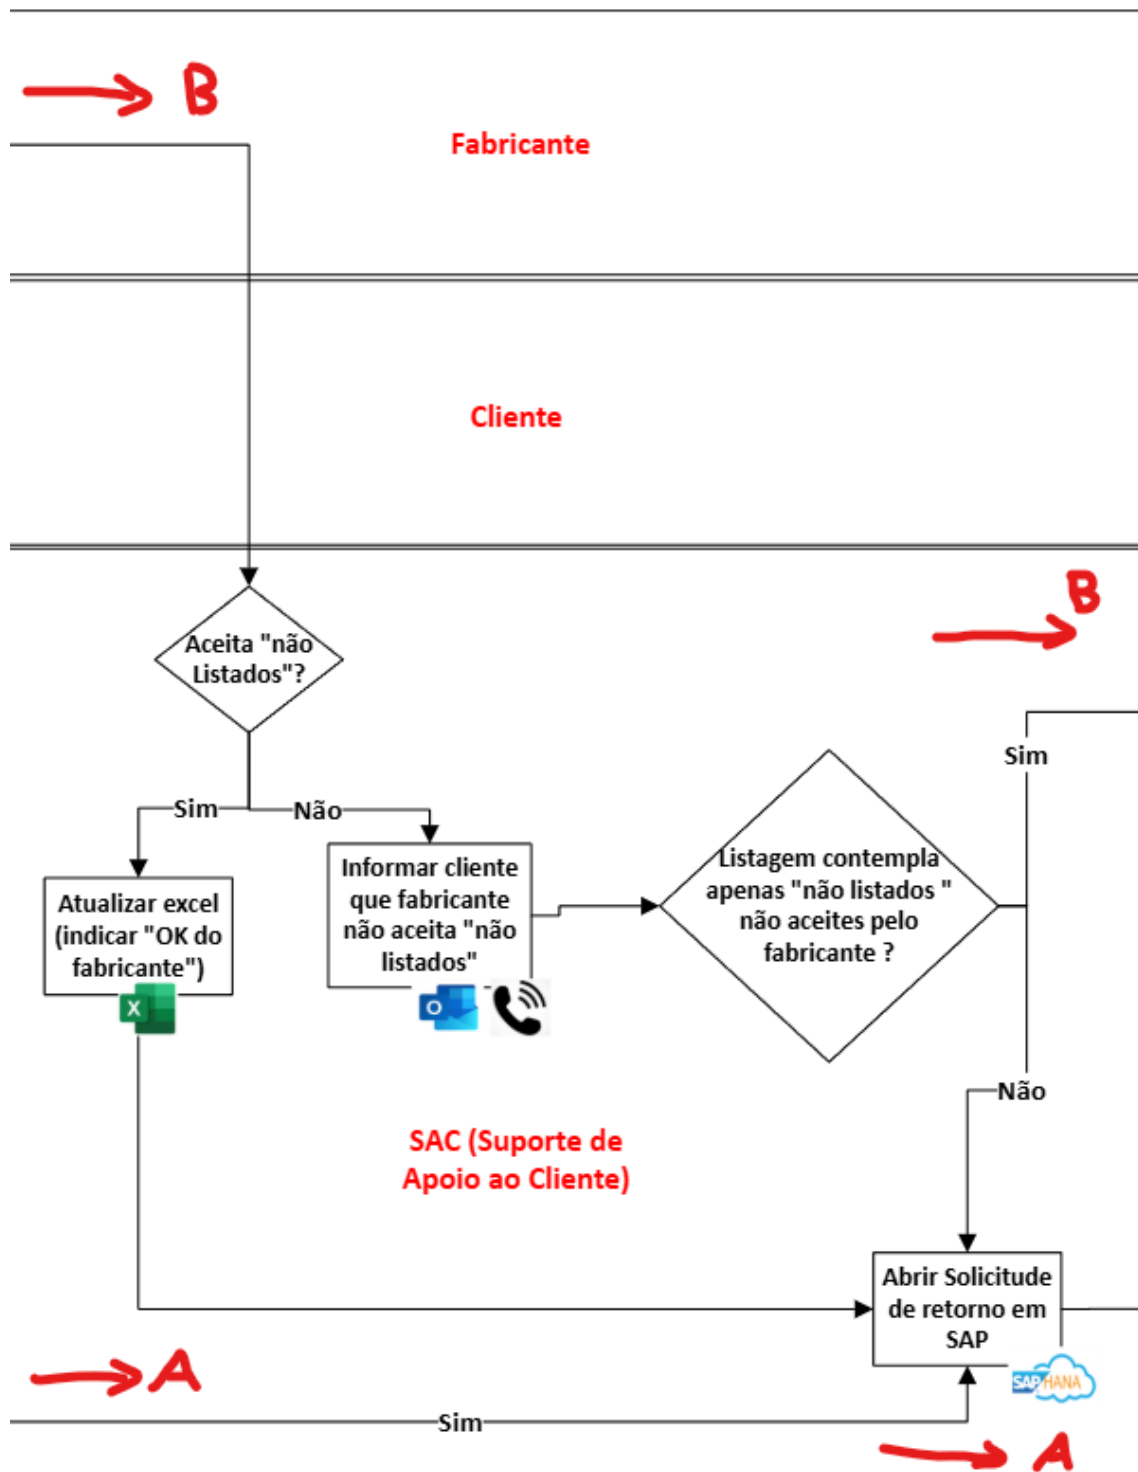 B
Fabricante
Cliente
B
Aceita "não
Listados"?
Sim
Sim
Não
Listagem contempla
apenas "não listados "
não aceites pelo
fabricante ?
Informar cliente
que fabricante
não aceita "não
listados"
Atualizar excel
(indicar "OK do
fabricante")
X
O
Não
SAC (Suporte de
Apoio ao Cliente)
Abrir Solicitude
de retorno em
SAP
SAP HANA
A
Sim
A